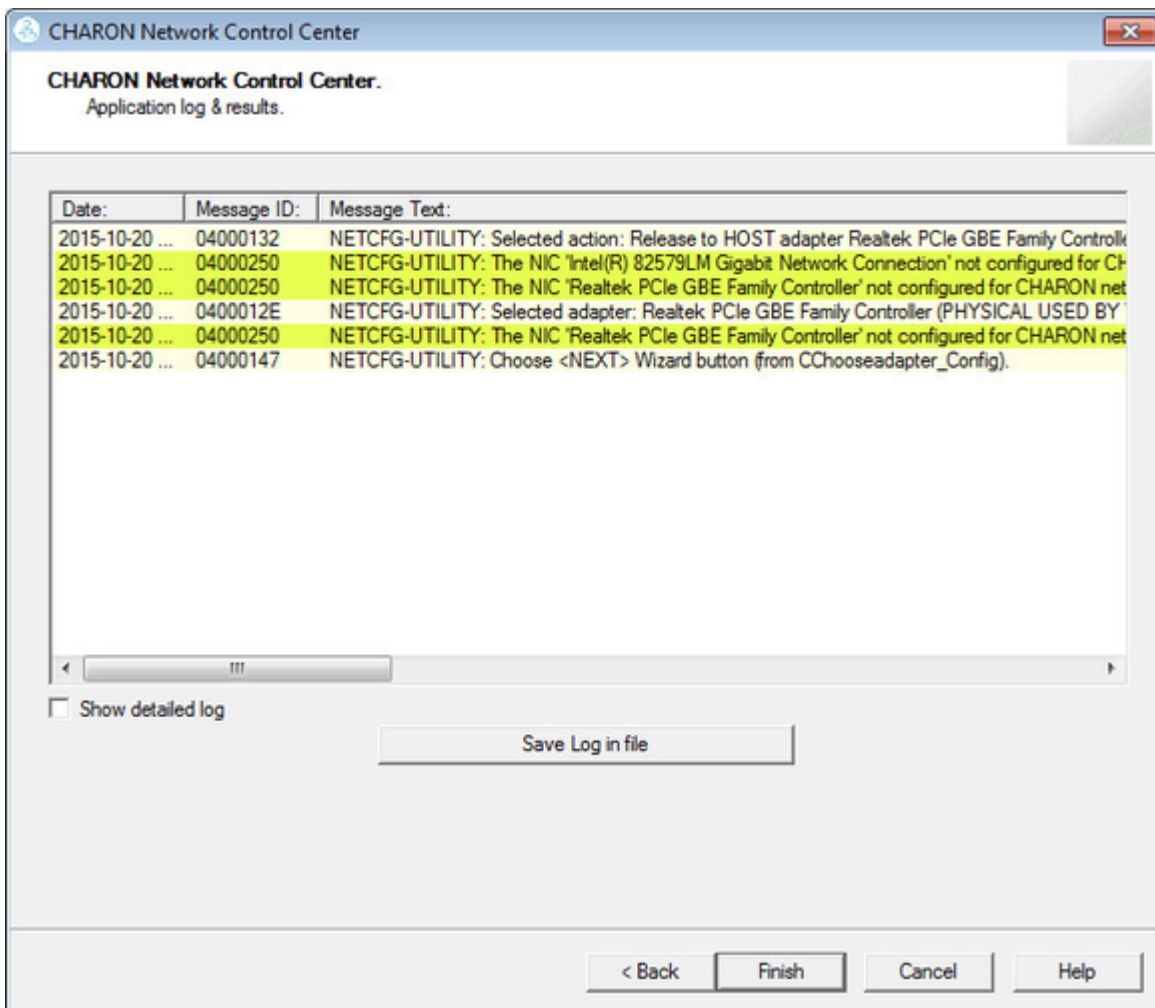 CHARON Network Control Center
CHARON Network Control Center.
Application log & results.
Date: Message ID: Message Text:
2015-10-20 ... 04000132 NETCFG-UTILITY: Selected action: Release to HOST adapter Realtek PCIe GBE Family Controlle
2015-10-20 ... 04000250 NETCFG-UTILITY: The NIC 'Intel(R) 82579LM Gigabit Network Connection' not configured for CH
2015-10-20 ... 04000250 NETCFG-UTILITY: The NIC 'Realtek PCIe GBE Family Controller' not configured for CHARON net
2015-10-20 ... 0400012E NETCFG-UTILITY: Selected adapter: Realtek PCIe GBE Family Controller (PHYSICAL USED BY
2015-10-20 ... 04000250 NETCFG-UTILITY: The NIC 'Realtek PCIe GBE Family Controller' not configured for CHARON net
2015-10-20 ... 04000147 NETCFG-UTILITY: Choose <NEXT> Wizard button (from CChooseadapter_Config).
Show detailed log
Save Log in file
< Back Finish Cancel Help